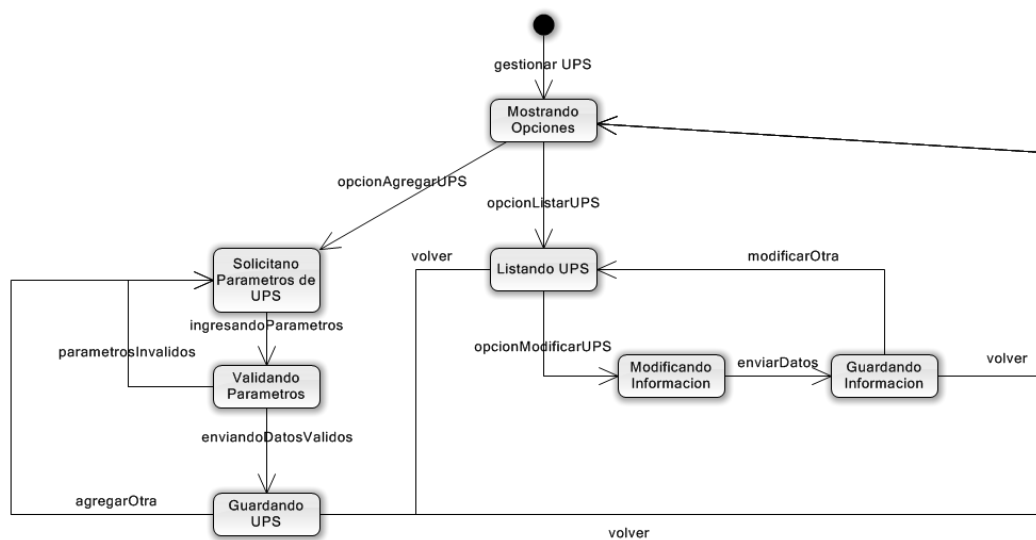 gestionar UPS
Mostrando
Opciones
opcionAgregarUPS
opcionListarUPS
Solicitano
Parametros de
UPS
volver
Listando UPS
modificarOtra
ingresandoParametros
parametrosInvalidos
opcionModificarUPS
Validando
Parametros
Modificando
Informacion
enviarDatos
Guardando
Informacion
volver
enviandoDatosValidos
agregarOtra
Guardando
UPS
volver